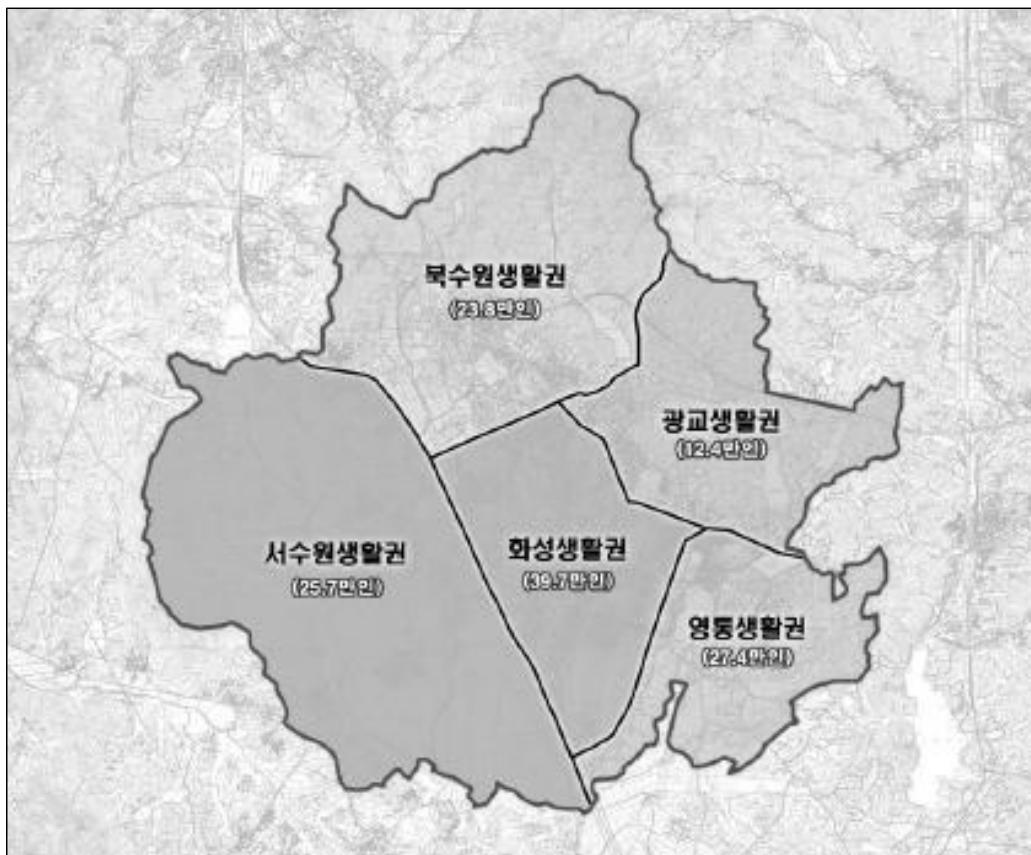 북수원생활권
(23.8만인)
광교생활권
(12.4만인)
화성생활권
(39.7만인)
서수원생활권
(25.7만인)
영통생활권
(27.4만인)